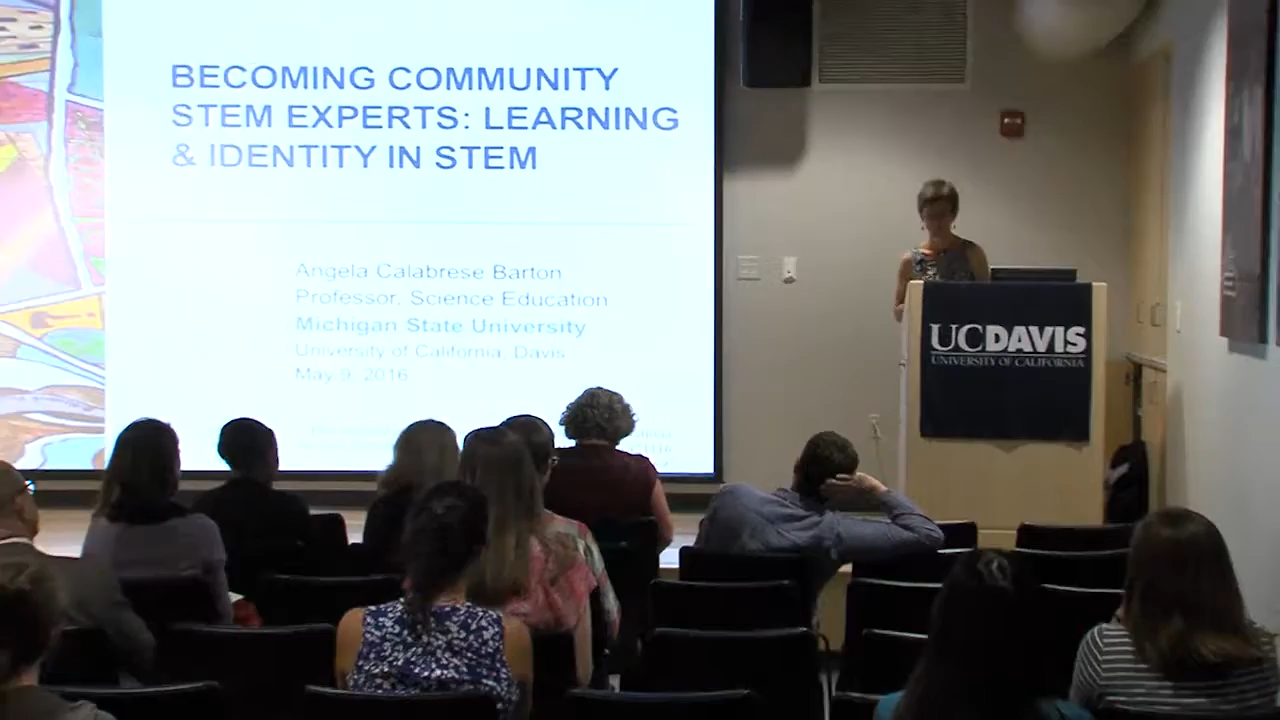 BECOMING COMMUNITY
STEM EXPERTS: LEARNING
& IDENTITY IN STEM
Angela Calabrese Barton
Professor, Science Education
Michigan State University
University of California, Davis
May 9, 2016
UCDAVIS
UNIVERSITY OF CALIFORNIA